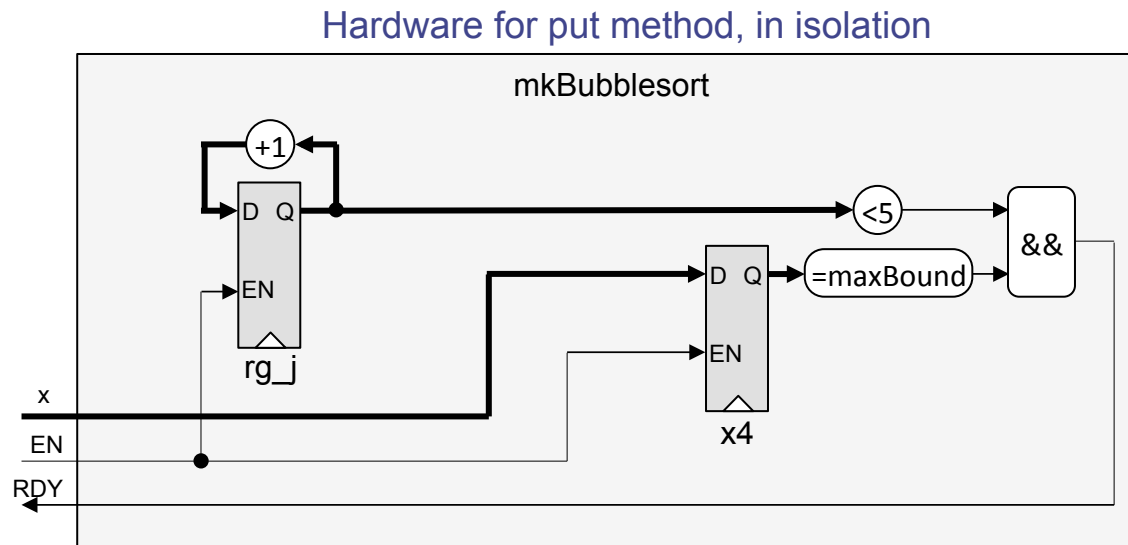 Hardware for put method, in isolation
mkBubblesort
+1
D Q
<5
&&
D Q
=maxBound
EN
rg_j
EN
x4
x
EN
RDY